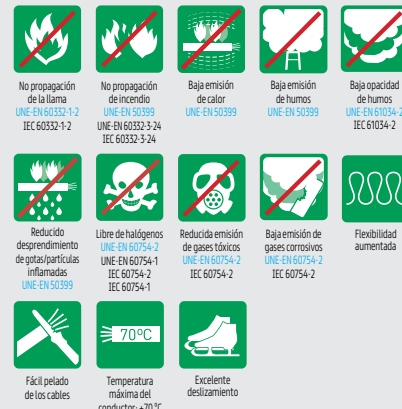 No propagación
de la llama
UNE-EN 60332-1-2
IEC 60332-1-2
No propagación
de incendio
UNE-EN 50399
UNE-EN 60332-3-24
IEC 60332-3-24
Baja emisión
de calor
UNE-EN 50399
Baja emisión
de humos
UNE-EN 50399
Baja opacidad
de humos
UNE-EN 61034-2
IEC 61034-2
Reducido
desprendimiento
de gotas/partículas
inflamadas
UNE-EN 50399
Libre de halógenos
UNE-EN 60754-2
UNE-EN 60754-1
IEC 60754-2
IEC 60754-1
Reducida emisión
de gases tóxicos
UNE-EN 60754-2
IEC 60754-2
Baja emisión de
gases corrosivos
UNE-EN 60754-2
IEC 60754-2
Flexibilidad
aumentada
Fácil pelado
de los cables
70ºC
Temperatura
máxima del
conductor: +70 ºC
Excelente
deslizamiento